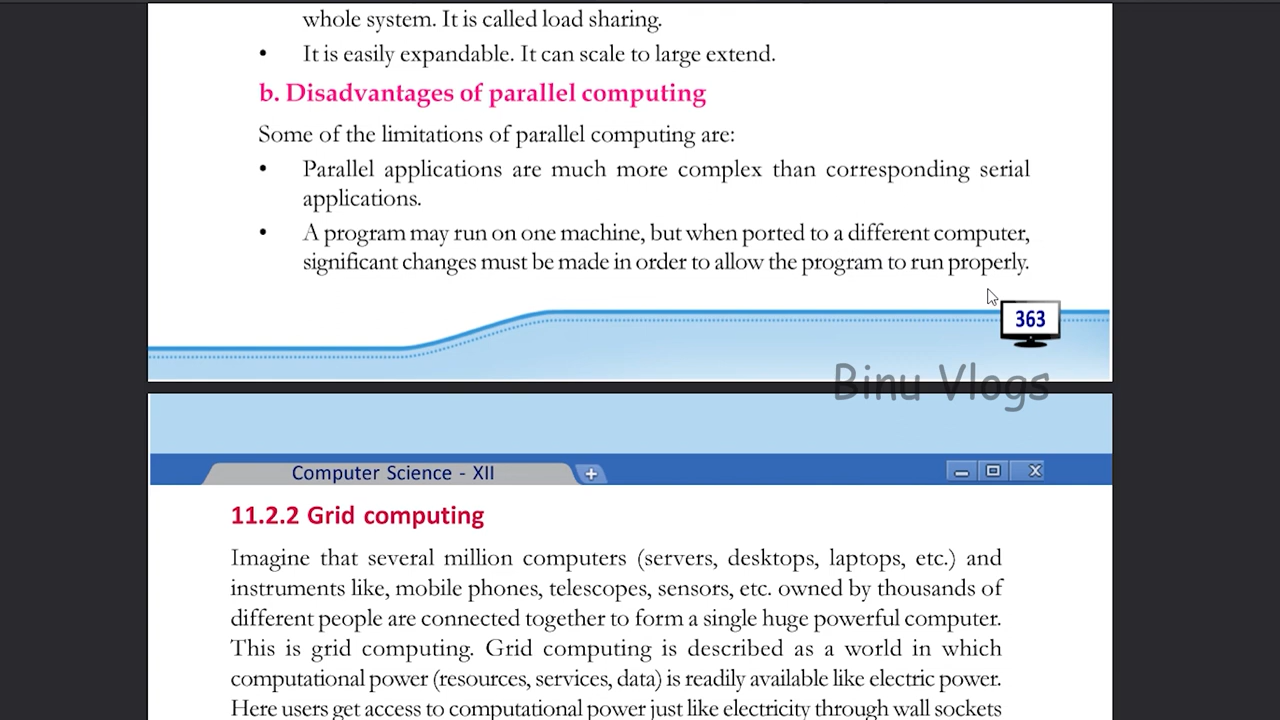 whole system. It is called load sharing.
• It is easily expandable. It can scale to large extend.
b. Disadvantages of parallel computing
Some of the limitations of parallel computing are:
• Parallel applications are much more complex than corresponding serial
applications.
• A program may run on one machine, but when ported to a different computer,
significant changes must be made in order to allow the program to run properly.
363
Binu Vlogs
Computer Science - XII
11.2.2 Grid computing
Imagine that several million computers (servers, desktops, laptops, etc.) and
instruments like, mobile phones, telescopes, sensors, etc. owned by thousands of
different people are connected together to form a single huge powerful computer.
This is grid computing. Grid computing is described as a world in which
computational power (resources, services, data) is readily available like electric power.
Here users get access to computational power just like electricity through wall sockets